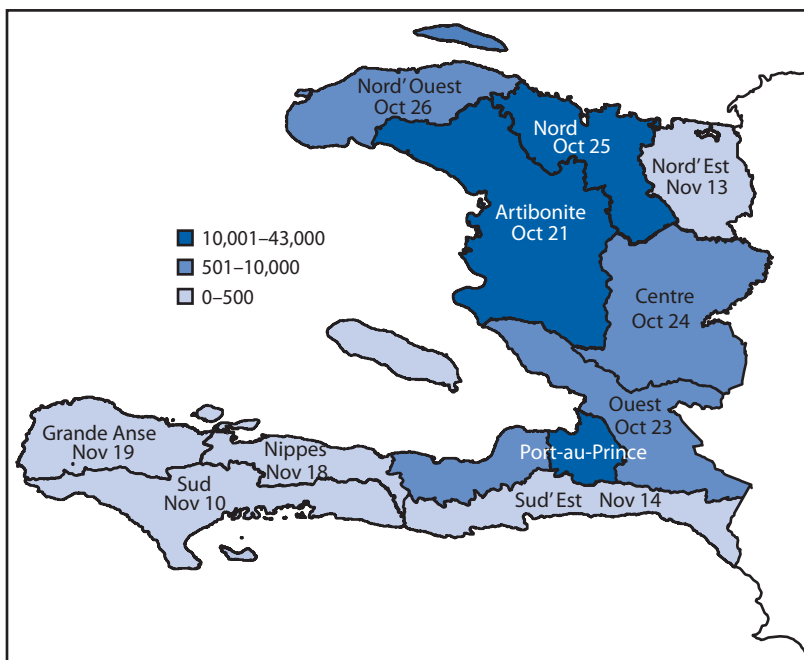 Nord'Ouest
Oct 26
Nord
Oct 25
Nord'Est
Nov 13
Artibonite
Oct 21
10,001–43,000
501–10,000
0–500
Centre
Oct 24
Ouest
Oct 23
Port-au-Prince
Grande Anse
Nov 19
Nippes
Nov 18
Sud
Nov 10
Sud'Est Nov 14